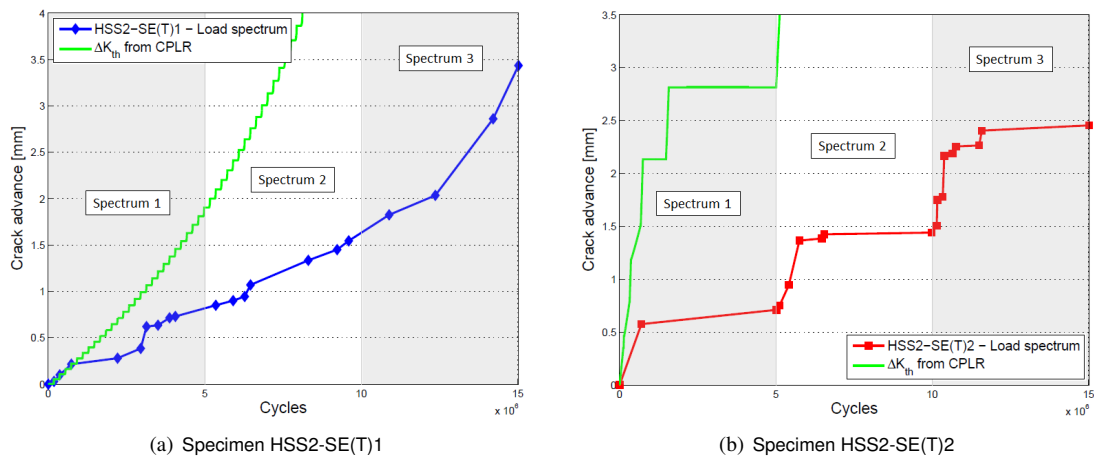 HSS2-SE(T)1 - Load spectrum
ΔKth from CPLR
Spectrum 1
Spectrum 2
Spectrum 3
Crack advance [mm]
4
3.5
3
2.5
2
1.5
1
0.5
0
0
5
10
15
Cycles
x 10^6
(a) Specimen HSS2-SE(T)1
Spectrum 1
Spectrum 2
Spectrum 3
HSS2-SE(T)2 - Load spectrum
ΔKth from CPLR
Crack advance [mm]
3.5
3
2.5
2
1.5
1
0.5
0
0
5
10
15
Cycles
x 10^6
(b) Specimen HSS2-SE(T)2